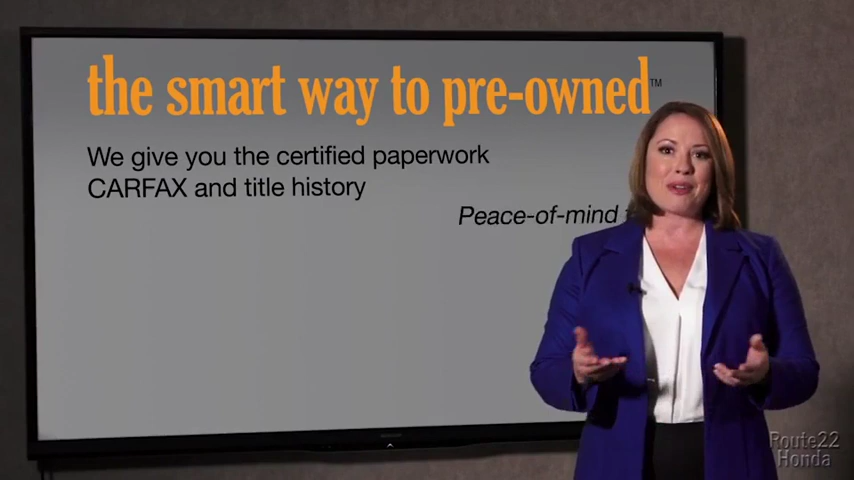 the smart way to pre-owned™
We give you the certified paperwork
CARFAX and title history
Peace-of-mind
Route22
Honda